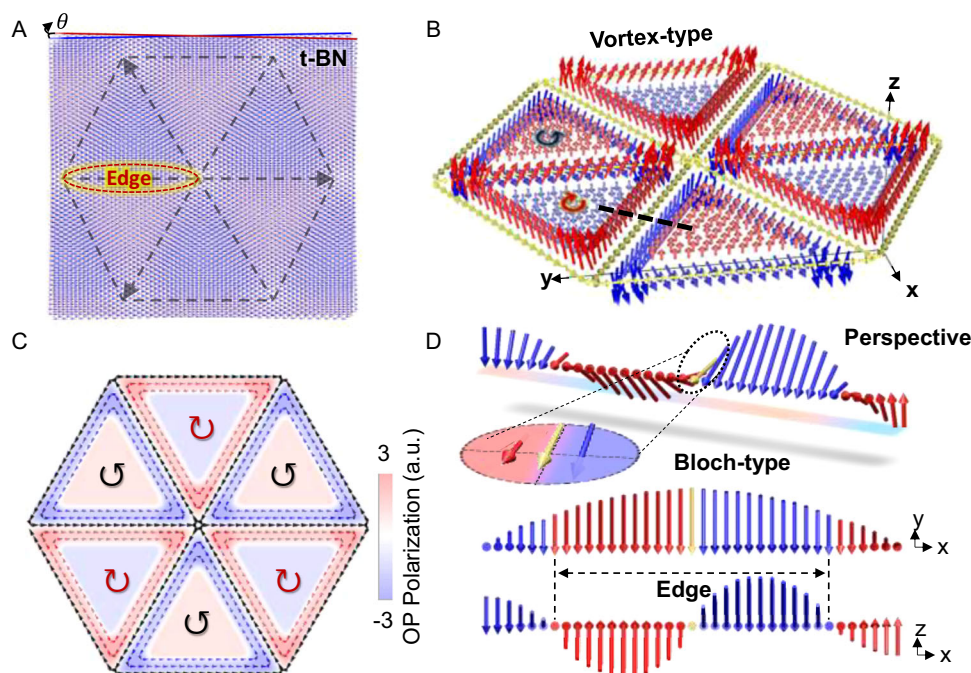 A
θ
t-BN
Edge
B
Vortex-type
z
y
x
C
3
-3
OP Polarization (a.u.)
D
Perspective
Bloch-type
y
x
Edge
z
x